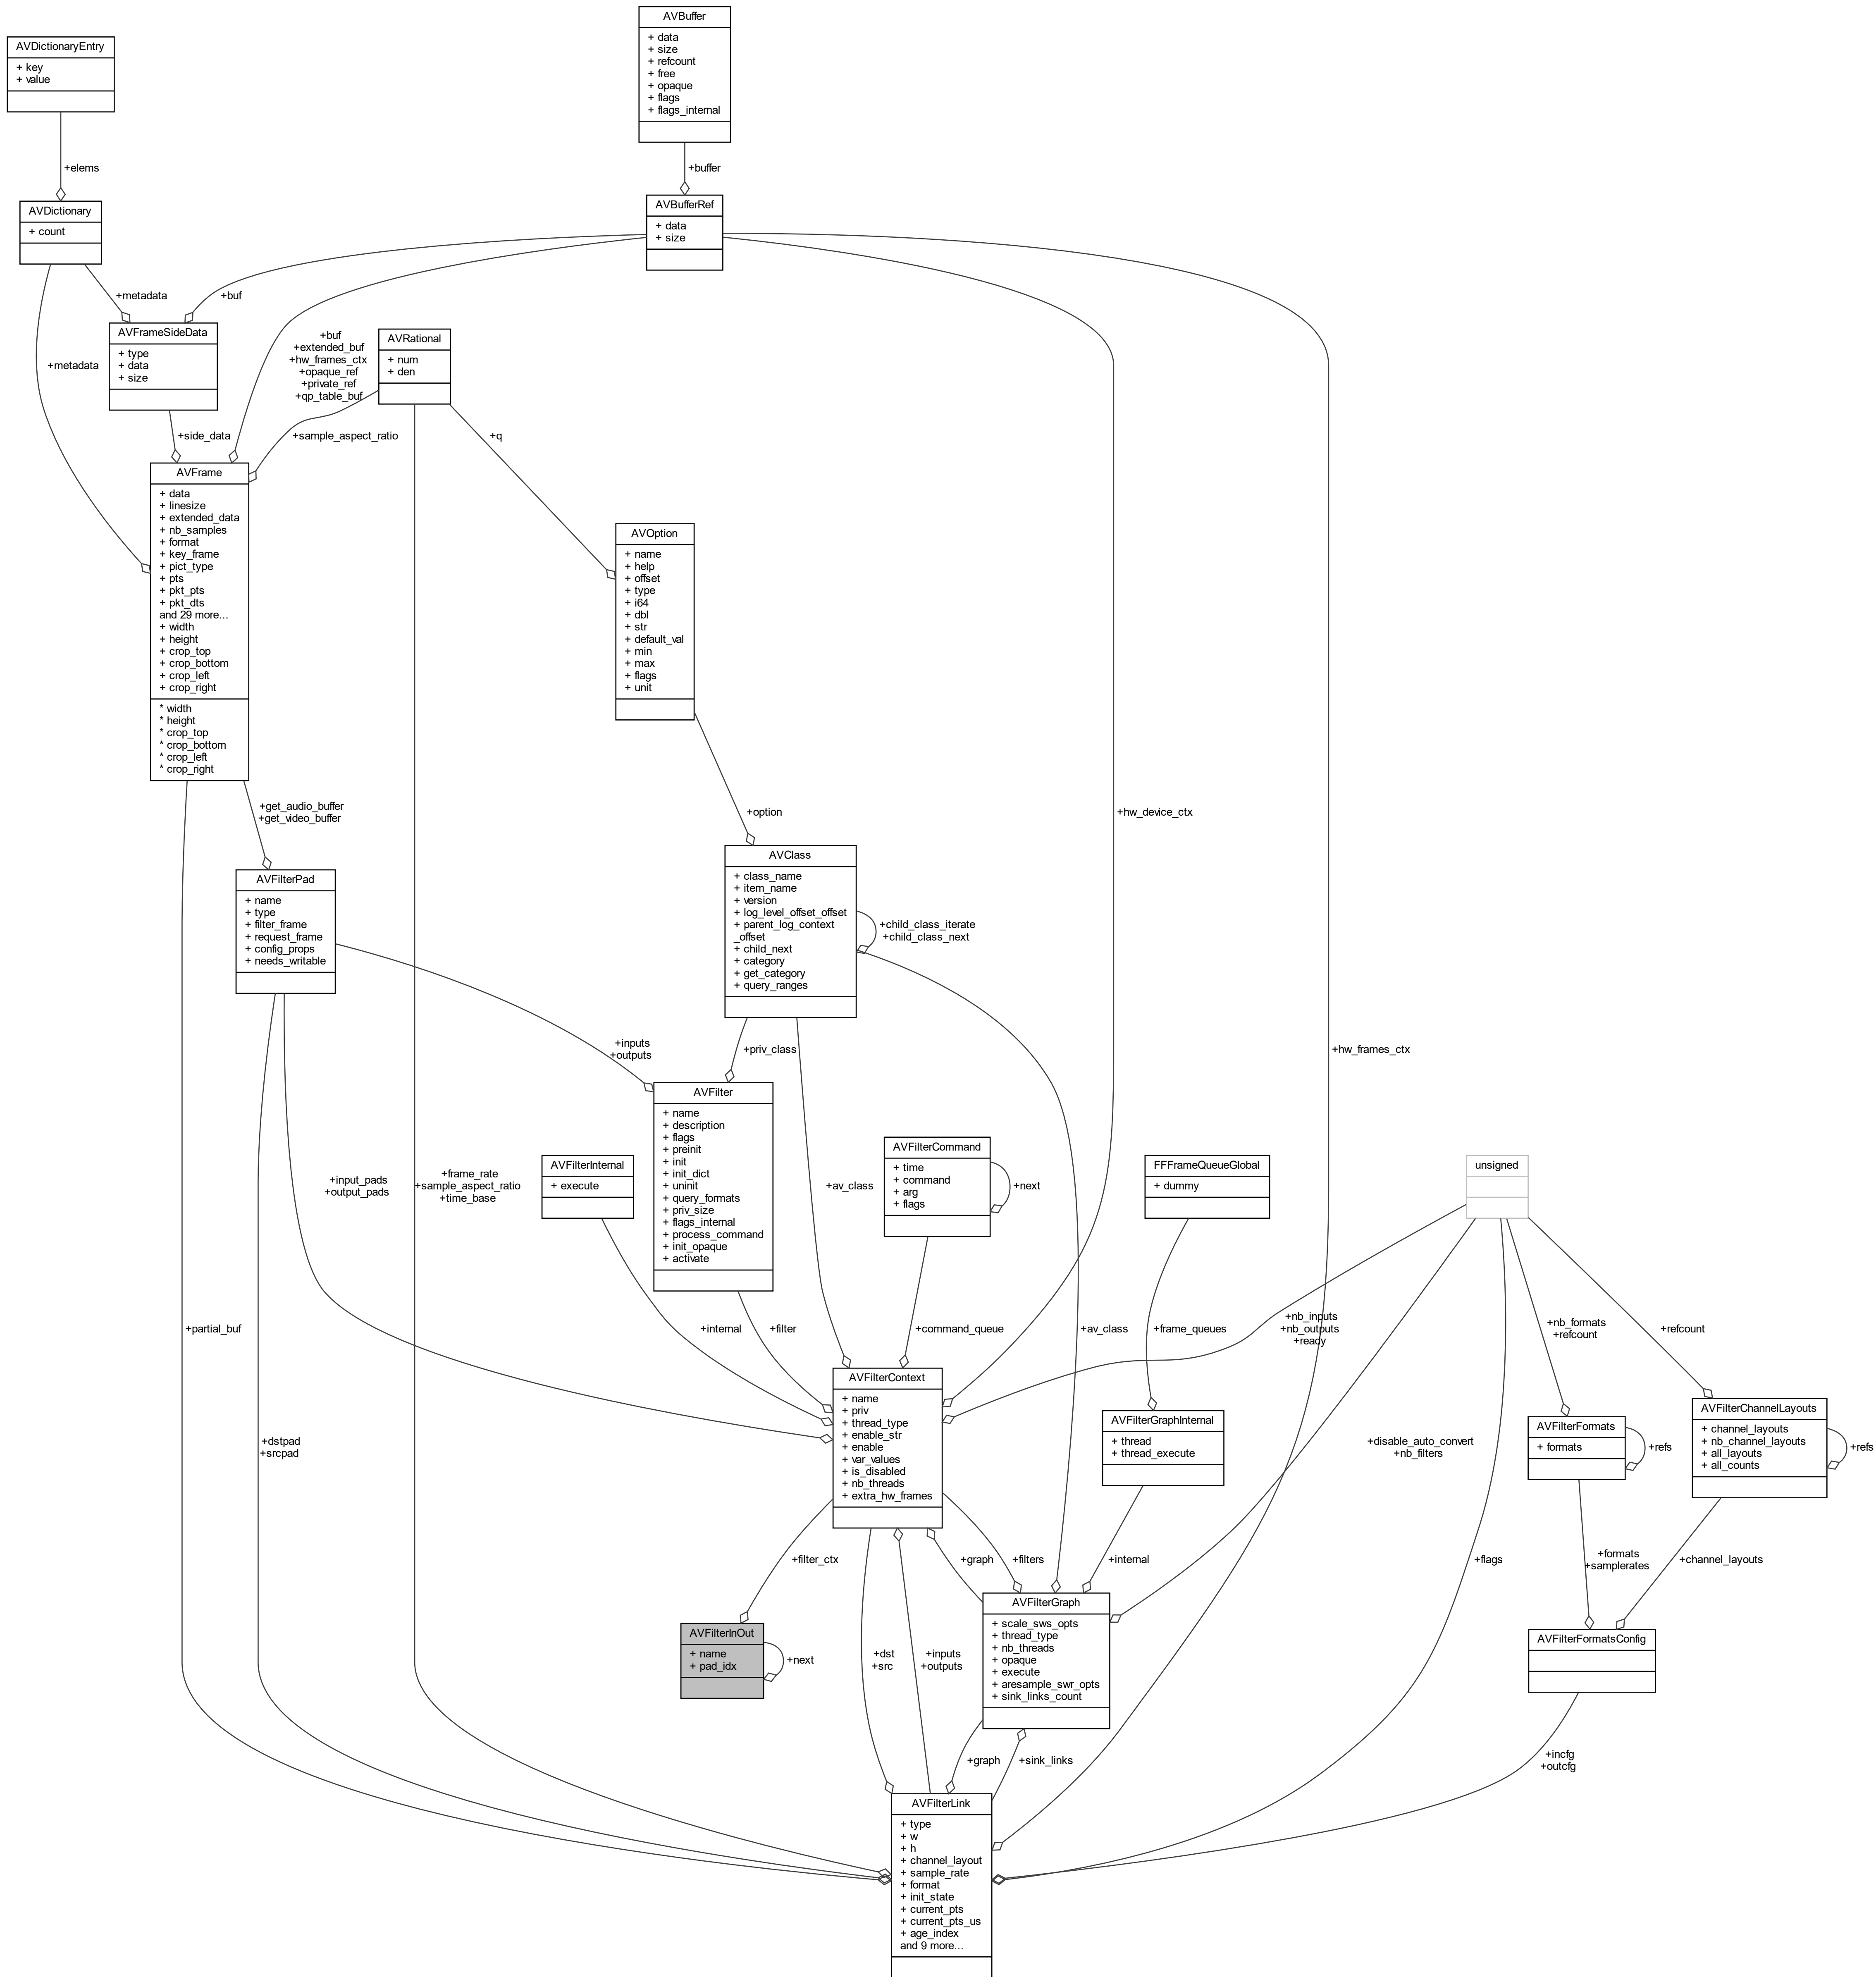 AVBuffer
+ data
+ size
+ refcount
+ free
+ opaque
+ flags
+ flags_internal
AVDictionaryEntry
+ key
+ value
+elems
+buffer
AVDictionary
+ count
AVBufferRef
+ data
+ size
+metadata
+buf
AVFrameSideData
+ type
+ data
+ size
+metadata
+buf
+extended_buf
+hw_frames_ctx
+opaque_ref
+private_ref
+qp_table_buf
AVRational
+ num
+ den
+side_data
+sample_aspect_ratio
+q
AVFrame
+ data
+ linesize
+ extended_data
+ nb_samples
+ format
+ key_frame
+ pict_type
+ pts
+ pkt_pts
+ pkt_dts
and 29 more...
+ width
+ height
+ crop_top
+ crop_bottom
+ crop_left
+ crop_right
* width
* height
* crop_top
* crop_bottom
* crop_left
* crop_right
AVOption
+ name
+ help
+ offset
+ type
+ i64
+ dbl
+ str
+ default_val
+ min
+ max
+ flags
+ unit
+get_audio_buffer
+get_video_buffer
+option
+hw_device_ctx
AVClass
+ class_name
+ item_name
+ version
+ log_level_offset_offset
+ parent_log_context
_offset
+ child_next
+ category
+ get_category
+ query_ranges
+child_class_iterate
+child_class_next
AVFilterPad
+ name
+ type
+ filter_frame
+ request_frame
+ config_props
+ needs_writable
+inputs
+outputs
+priv_class
+hw_frames_ctx
AVFilter
+ name
+ description
+ flags
+ preinit
+ init
+ init_dict
+ uninit
+ query_formats
+ priv_size
+ flags_internal
+ process_command
+ init_opaque
+ activate
+input_pads
+output_pads
+frame_rate
+sample_aspect_ratio
+time_base
AVFilterInternal
+ execute
+av_class
AVFilterCommand
+ time
+ command
+ arg
+ flags
+next
FFFrameQueueGlobal
+ dummy
unsigned
+partial_buf
+internal
+filter
+command_queue
+av_class
+frame_queues
+nb_inputs
+nb_outputs
+ready
+nb_formats
+refcount
+refcount
AVFilterContext
+ name
+ priv
+ thread_type
+ enable_str
+ enable
+ var_values
+ is_disabled
+ nb_threads
+ extra_hw_frames
AVFilterGraphInternal
+ thread
+ thread_execute
AVFilterFormats
+ formats
+refs
AVFilterChannelLayouts
+ channel_layouts
+ nb_channel_layouts
+ all_layouts
+ all_counts
+refs
+dstpad
+srcpad
+disable_auto_convert
+nb_filters
+filter_ctx
+graph
+filters
+internal
+flags
+formats
+samplerates
+channel_layouts
AVFilterInOut
+ name
+ pad_idx
+next
+dst
+src
+inputs
+outputs
AVFilterGraph
+ scale_sws_opts
+ thread_type
+ nb_threads
+ opaque
+ execute
+ aresample_swr_opts
+ sink_links_count
AVFilterFormatsConfig
+graph
+sink_links
+incfg
+outcfg
AVFilterLink
+ type
+ w
+ h
+ channel_layout
+ sample_rate
+ format
+ init_state
+ current_pts
+ current_pts_us
+ age_index
and 9 more...